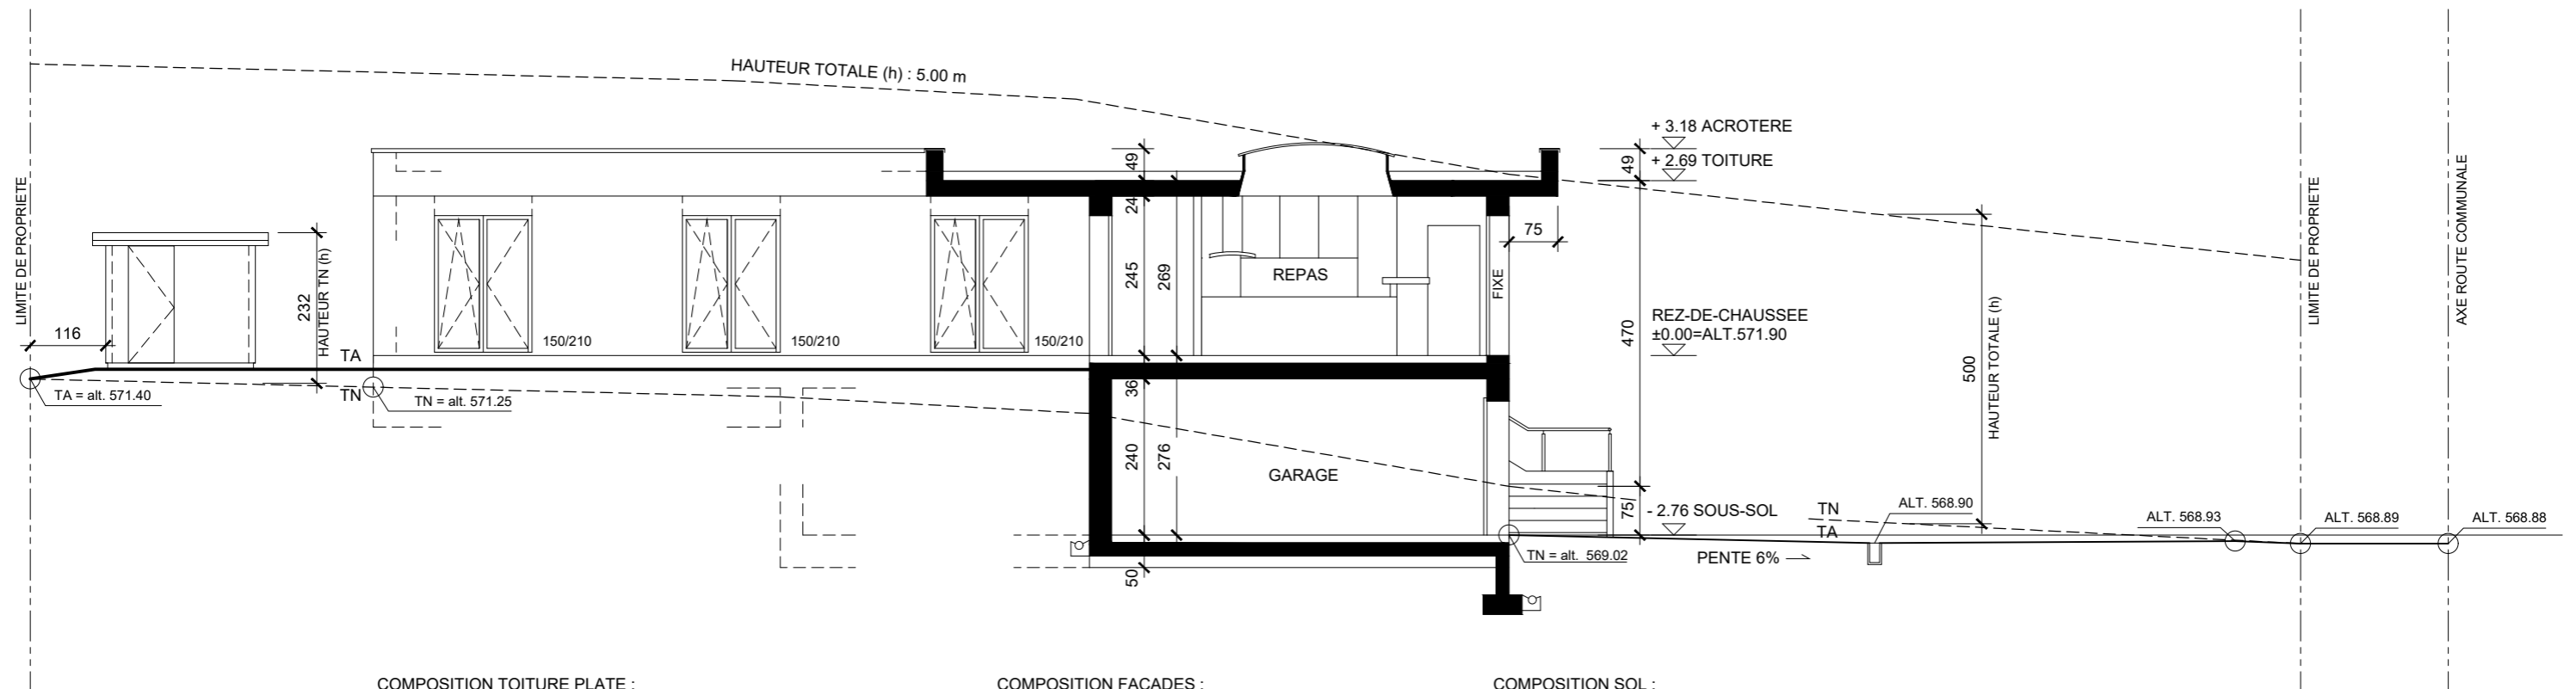 HAUTEUR TOTALE (h) : 5.00 m
+ 3.18 ACROTERE
49
49
+ 2.69 TOITURE
LIMITE DE PROPRIETE
LIMITE DE PROPRIETE
AXE ROUTE COMMUNALE
24
75
116
232
HAUTEUR TN (h)
245
269
REPAS
FIXE
150/210
150/210
150/210
470
REZ-DE-CHAUSSEE
±0.00=ALT.571.90
500
HAUTEUR TOTALE (h)
TA
TN
TA = alt. 571.40
TN = alt. 571.25
36
240
276
GARAGE
75
- 2.76 SOUS-SOL
TN
TA
ALT. 568.90
ALT. 568.93
ALT. 568.89
ALT. 568.88
TN = alt. 569.02
PENTE 6%
50
COMPOSITION TOITURE PLATE :
COMPOSITION FACADES :
COMPOSITION SOL :